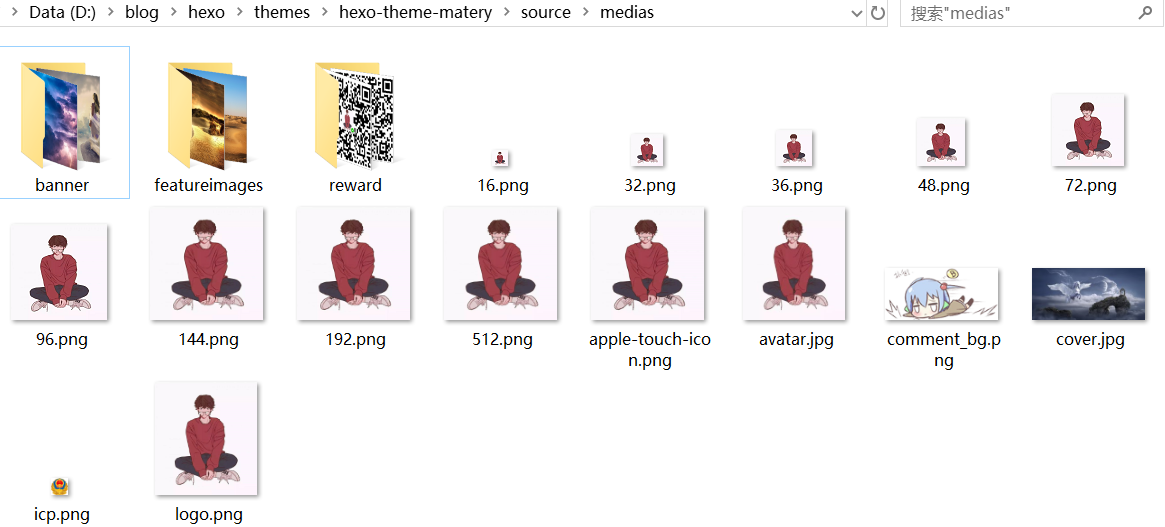 Data (D:) > blog > hexo > themes > hexo-theme-matery > source > medias
搜索"medias"
banner
featureimages
reward
16.png
32.png
36.png
48.png
72.png
96.png
144.png
192.png
512.png
apple-touch-ico
n.png
avatar.jpg
comment_bg.p
ng
cover.jpg
icp.png
logo.png